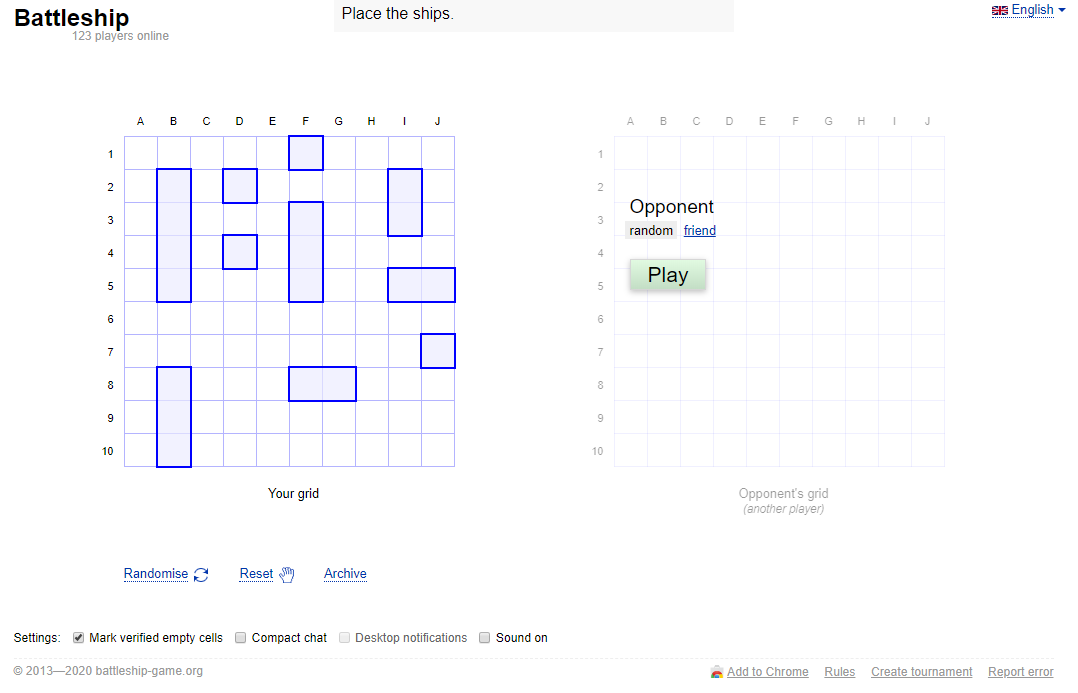 Battleship
123 players online
Place the ships.
English
A B C D E F G H I J
1
2
3
4
5
6
7
8
9
10
Your grid
A B C D E F G H I J
1
2
3
4
5
6
7
8
9
10
Opponent
random friend
Play
Opponent's grid
(another player)
Randomise Reset Archive
Settings: Mark verified empty cells Compact chat Desktop notifications Sound on
© 2013—2020 battleship-game.org Add to Chrome Rules Create tournament Report error